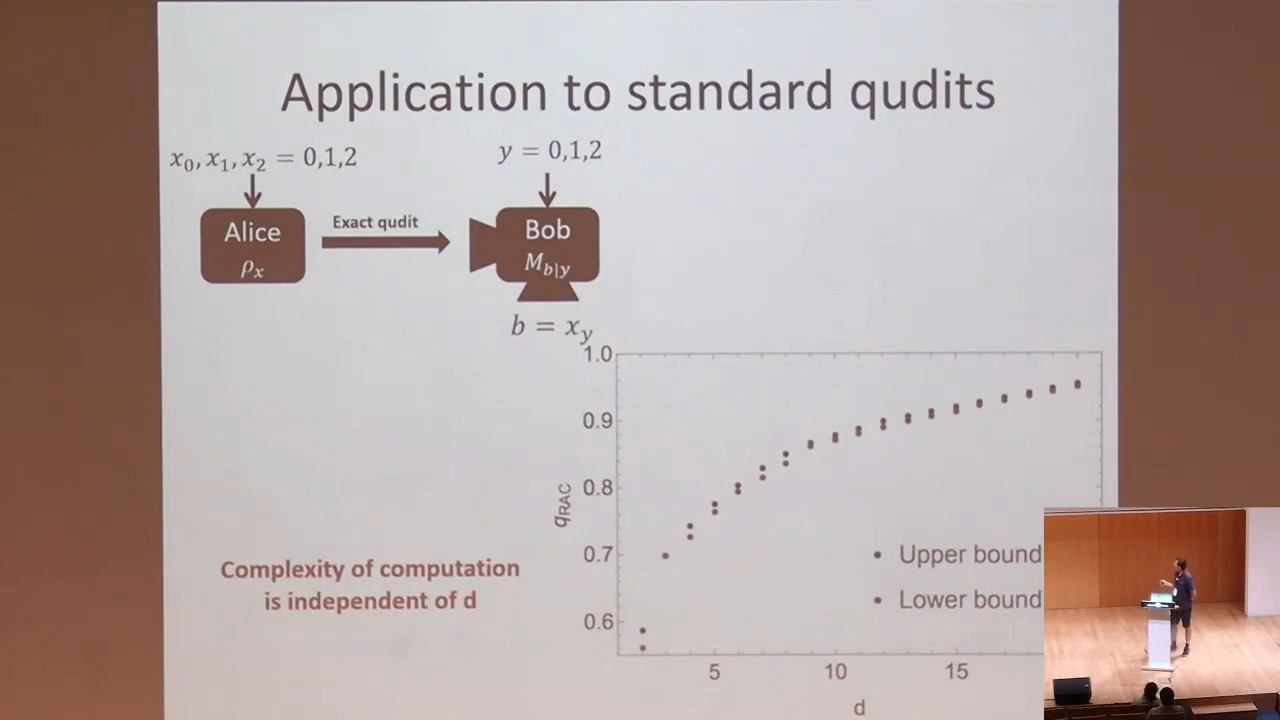 Application to standard qudits
x₀, x₁, x₂ = 0,1,2
y = 0,1,2
Alice
ρₓ
Exact qudit
Bob
M_{b|y}
b = x_y
1.0
0.9
0.8
0.7
0.6
q_{RAC}
5
10
15
d
Upper bound
Lower bound
Complexity of computation
is independent of d